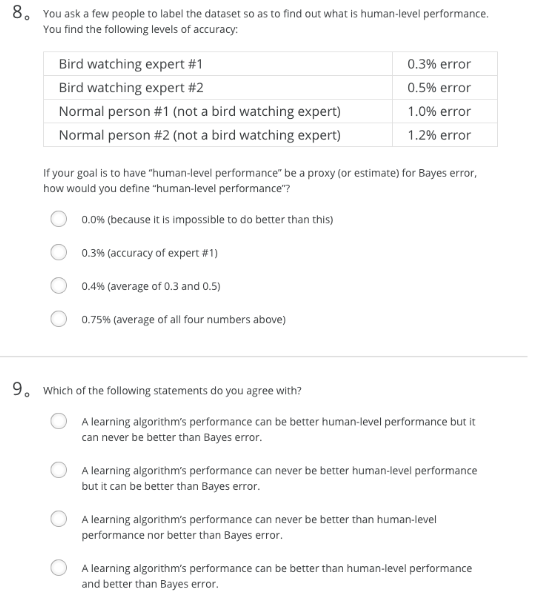 8. You ask a few people to label the dataset so as to find out what is human-level performance.
You find the following levels of accuracy:
Bird watching expert #1 0.3% error
Bird watching expert #2 0.5% error
Normal person #1 (not a bird watching expert) 1.0% error
Normal person #2 (not a bird watching expert) 1.2% error
If your goal is to have "human-level performance" be a proxy (or estimate) for Bayes error,
how would you define "human-level performance"?
0.0% (because it is impossible to do better than this)
0.3% (accuracy of expert #1)
0.4% (average of 0.3 and 0.5)
0.75% (average of all four numbers above)
9. Which of the following statements do you agree with?
A learning algorithm's performance can be better human-level performance but it
can never be better than Bayes error.
A learning algorithm's performance can never be better human-level performance
but it can be better than Bayes error.
A learning algorithm's performance can never be better than human-level
performance nor better than Bayes error.
A learning algorithm's performance can be better than human-level performance
and better than Bayes error.